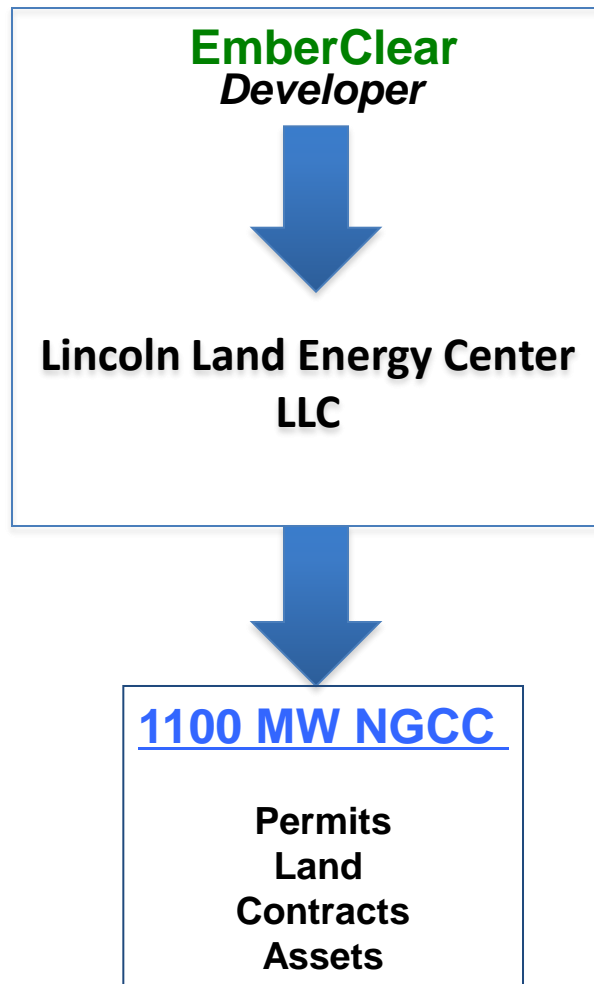 EmberClear
Developer
Lincoln Land Energy Center
LLC
1100 MW NGCC
Permits
Land
Contracts
Assets